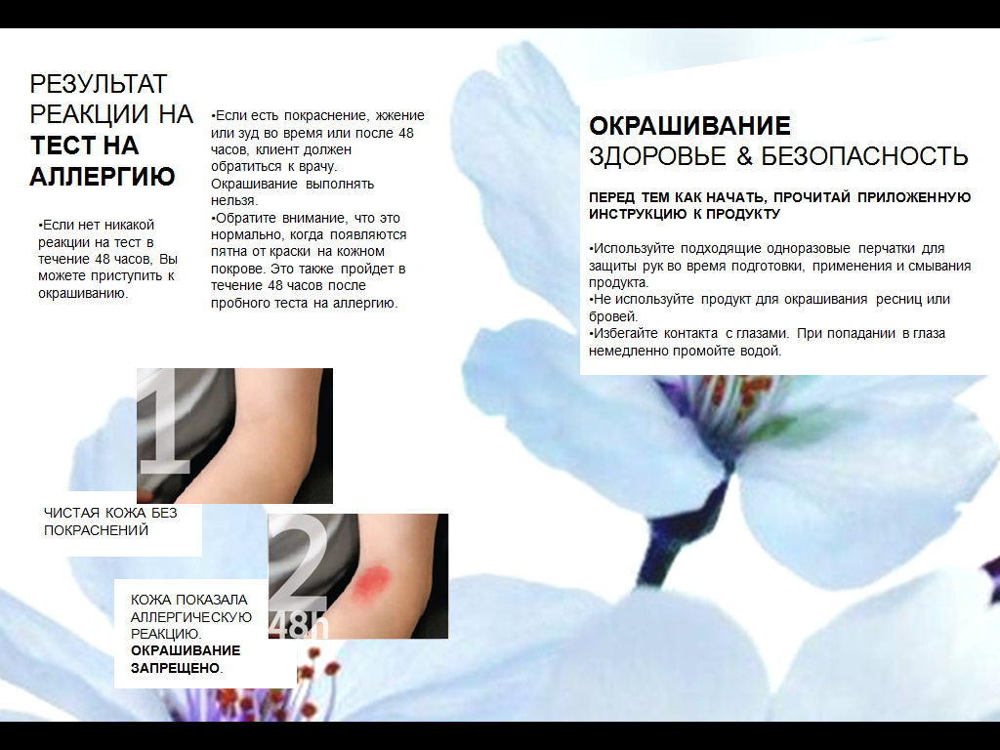 РЕЗУЛЬТАТ
РЕАКЦИИ НА
ТЕСТ НА
АЛЛЕРГИЮ
•Если нет никакой
реакции на тест в
течение 48 часов, Вы
можете приступить к
окрашиванию.
•Если есть покраснение, жжение
или зуд во время или после 48
часов, клиент должен
обратиться к врачу.
Окрашивание выполнять
нельзя.
•Обратите внимание, что это
нормально, когда появляются
пятна от краски на кожном
покрове. Это также пройдет в
течение 48 часов после
пробного теста на аллергию.
1
ЧИСТАЯ КОЖА БЕЗ
ПОКРАСНЕНИЙ
2
48h
КОЖА ПОКАЗАЛА
АЛЛЕРГИЧЕСКУЮ
РЕАКЦИЮ.
ОКРАШИВАНИЕ
ЗАПРЕЩЕНО.
ОКРАШИВАНИЕ
ЗДОРОВЬЕ & БЕЗОПАСНОСТЬ
ПЕРЕД ТЕМ КАК НАЧАТЬ, ПРОЧИТАЙ ПРИЛОЖЕННУЮ
ИНСТРУКЦИЮ К ПРОДУКТУ
•Используйте подходящие одноразовые перчатки для
защиты рук во время подготовки, применения и смывания
продукта.
•Не используйте продукт для окрашивания ресниц или
бровей.
•Избегайте контакта с глазами. При попадании в глаза
немедленно промойте водой.